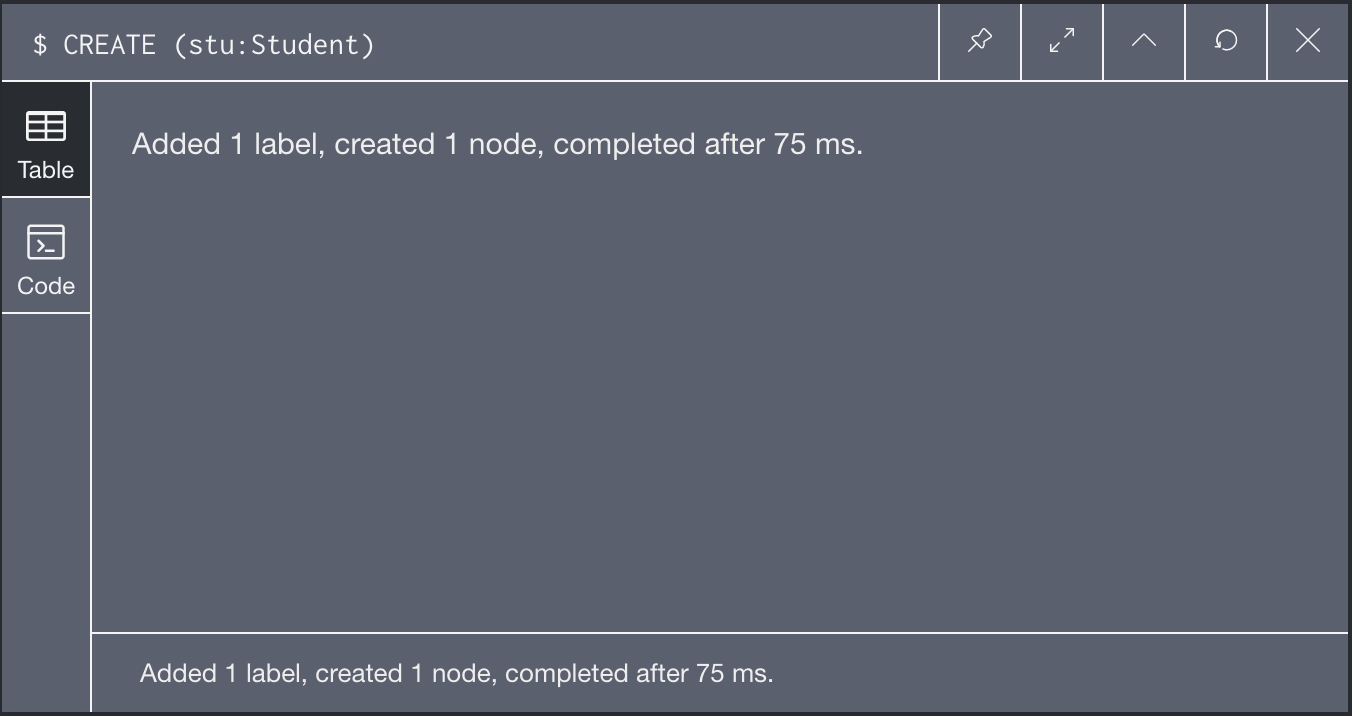 $ CREATE (stu:Student)
Table
Added 1 label, created 1 node, completed after 75 ms.
Code
Added 1 label, created 1 node, completed after 75 ms.